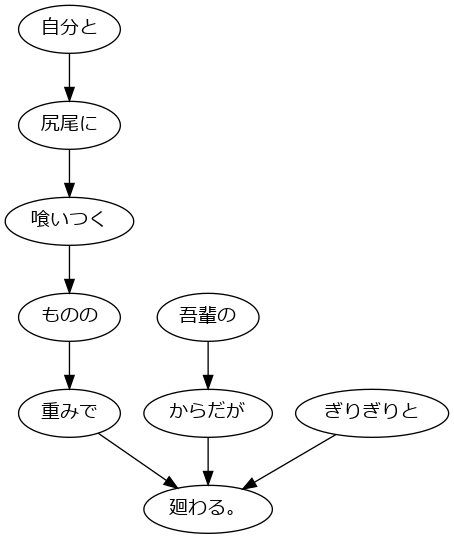 自分と
尻尾に
喰いつく
ものの
吾輩の
重みで
からだが
ぎりぎりと
廻わる。